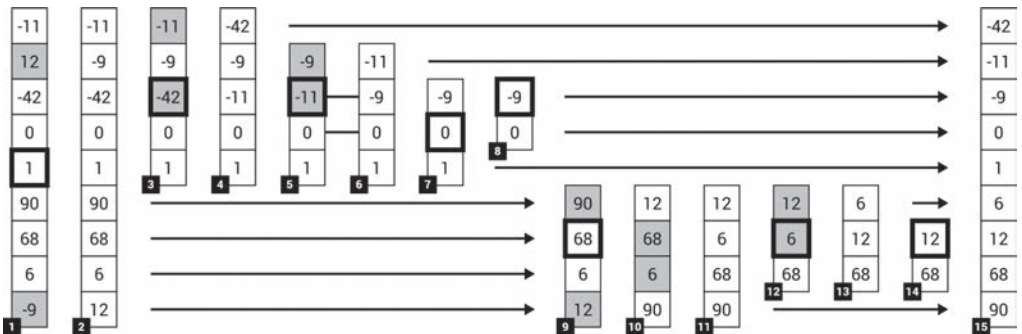 -11 -11 -11 -42 -42
12 -9 -9 -9 -9 -11 -11
-42 -42 -42 -11 -11 -9 -9 -9 -9
0 0 0 0 0 0 0 0 0
8
1 1 1 1 1 1 1 1
3 4 5 6 7
90 90 90 12 12 12 6 6
68 68 68 68 6 6 12 12 12
6 6 6 6 68 68 68 68 68
12 13 14
-9 12 12 90 90 90
1 2 9 10 11 15